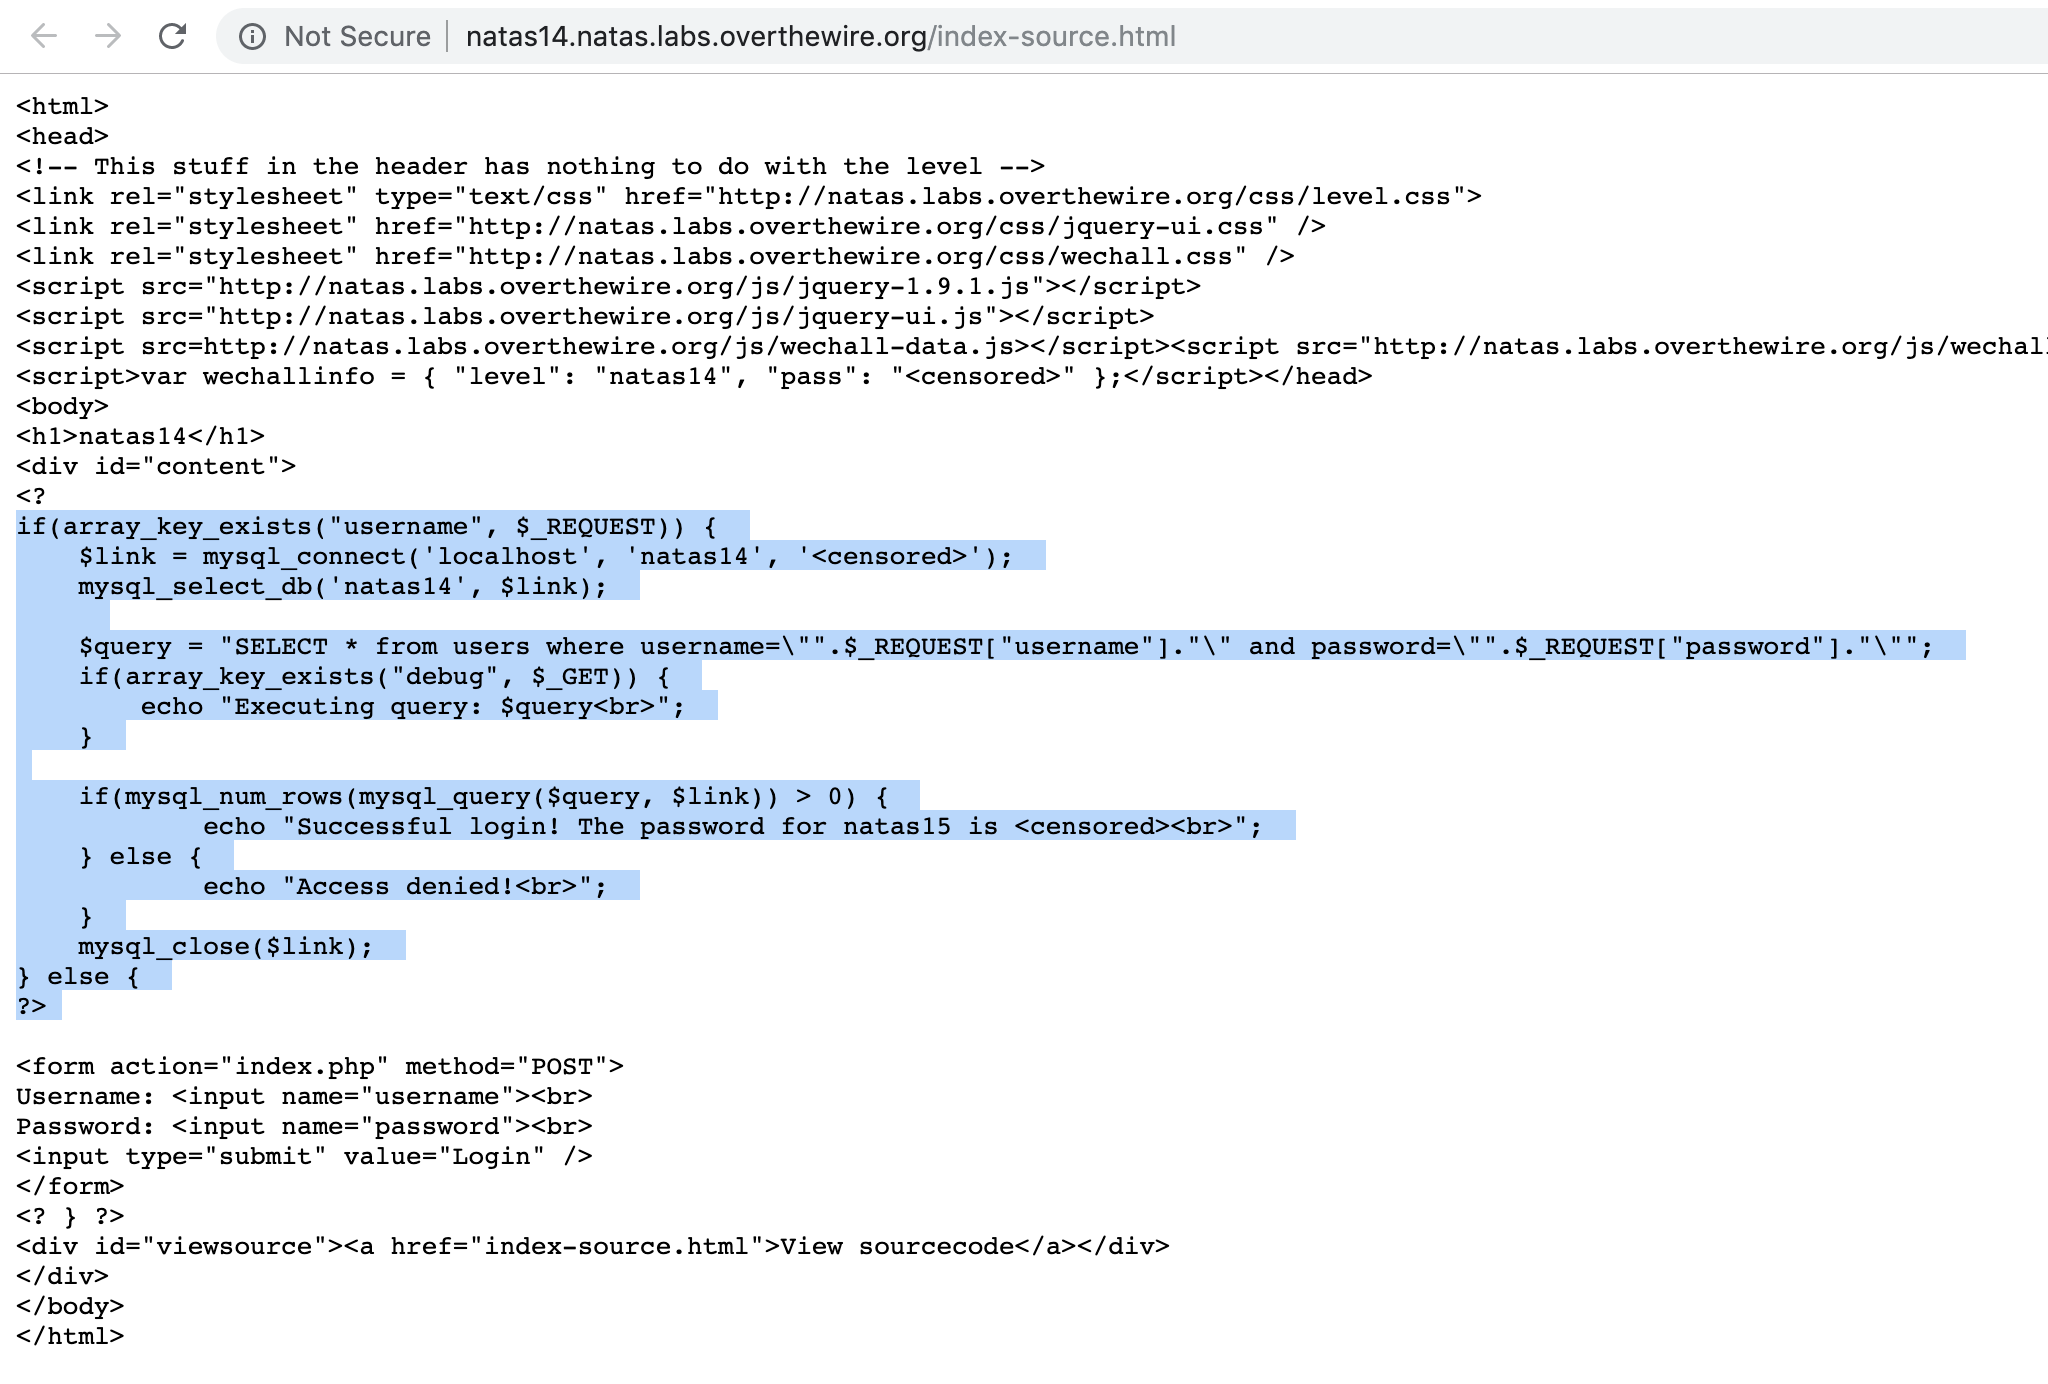 Not Secure natas14.natas.labs.overthewire.org/index-source.html
<html>
<head>
<!-- This stuff in the header has nothing to do with the level -->
<link rel="stylesheet" type="text/css" href="http://natas.labs.overthewire.org/css/level.css">
<link rel="stylesheet" href="http://natas.labs.overthewire.org/css/jquery-ui.css" />
<link rel="stylesheet" href="http://natas.labs.overthewire.org/css/wechall.css" />
<script src="http://natas.labs.overthewire.org/js/jquery-1.9.1.js"></script>
<script src="http://natas.labs.overthewire.org/js/jquery-ui.js"></script>
<script src=http://natas.labs.overthewire.org/js/wechall-data.js></script><script src="http://natas.labs.overthewire.org/js/wechall
<script>var wechallinfo = { "level": "natas14", "pass": "<censored>" };</script></head>
<body>
<h1>natas14</h1>
<div id="content">
<?
if(array_key_exists("username", $_REQUEST)) {
    $link = mysql_connect('localhost', 'natas14', '<censored>');
    mysql_select_db('natas14', $link);
    $query = "SELECT * from users where username=\"".$_REQUEST["username"]."\" and password=\"".$_REQUEST["password"]."\"";
    if(array_key_exists("debug", $_GET)) {
        echo "Executing query: $query<br>";
    }
    if(mysql_num_rows(mysql_query($query, $link)) > 0) {
            echo "Successful login! The password for natas15 is <censored><br>";
    } else {
            echo "Access denied!<br>";
    }
    mysql_close($link);
} else {
?>
<form action="index.php" method="POST">
Username: <input name="username"><br>
Password: <input name="password"><br>
<input type="submit" value="Login" />
</form>
<? } ?>
<div id="viewsource"><a href="index-source.html">View sourcecode</a></div>
</div>
</body>
</html>